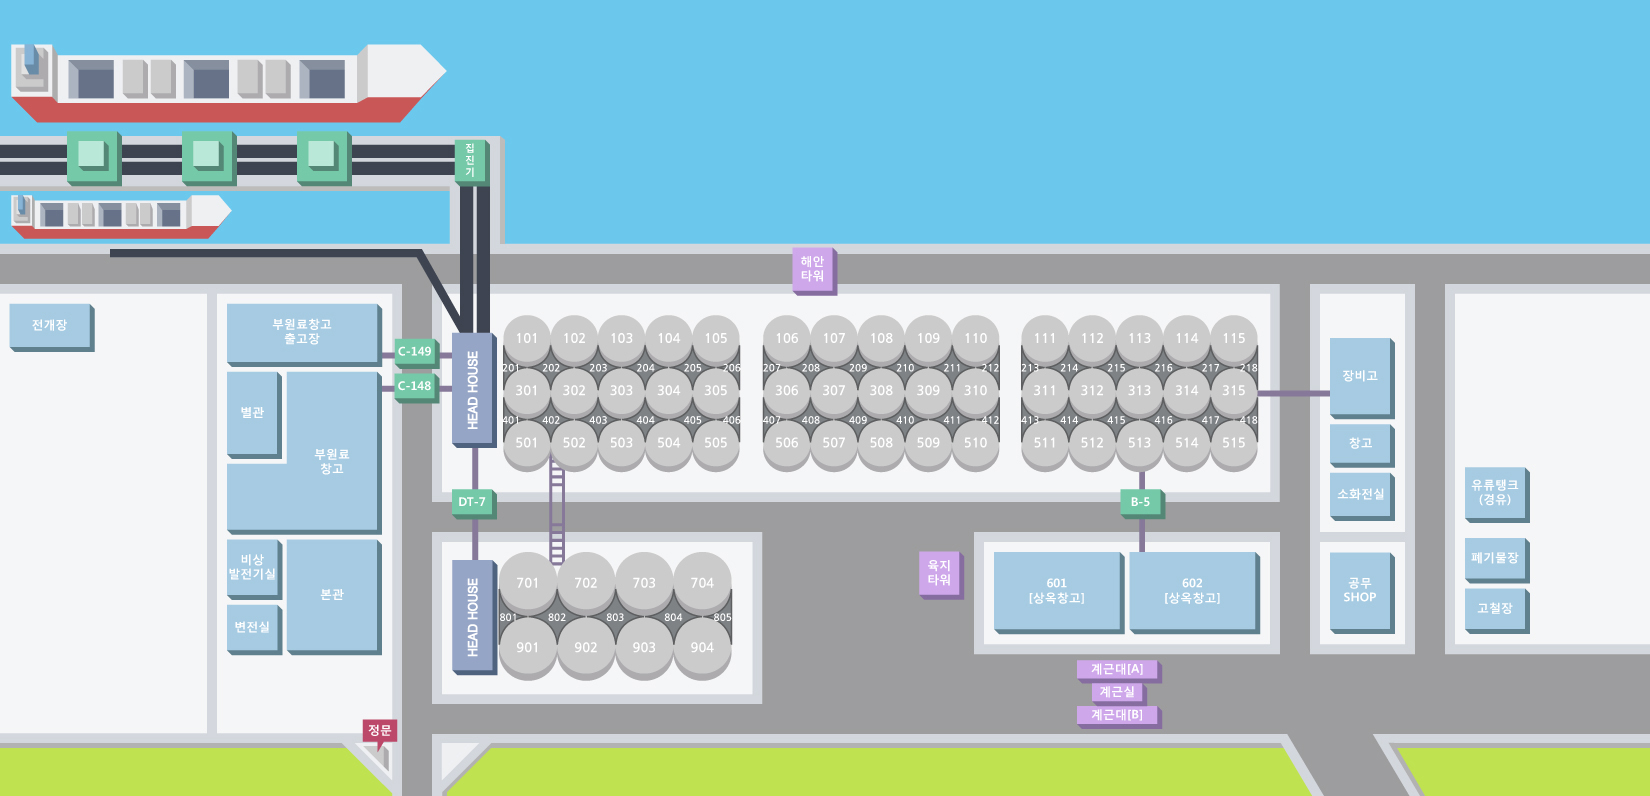 집
진
기
해안
타워
전개장
부원료창고
출고장
C-149
C-148
별관
부원료
창고
비상
발전기실
본관
변전실
정문
HEAD HOUSE
101 102 103 104 105
201 202 203 204 205 206
301 302 303 304 305
401 402 403 404 405 406
501 502 503 504 505
106 107 108 109 110
207 208 209 210 211 212
306 307 308 309 310
407 408 409 410 411 412
506 507 508 509 510
111 112 113 114 115
213 214 215 216 217 218
311 312 313 314 315
413 414 415 416 417 418
511 512 513 514 515
DT-7
B-5
HEAD HOUSE
701 702 703 704
801 802 803 804 805
901 902 903 904
육지
타워
601
[상옥창고]
602
[상옥창고]
계근대[A]
계근실
계근대[B]
장비고
창고
소화전실
공무
SHOP
유류탱크
(경유)
폐기물장
고철장